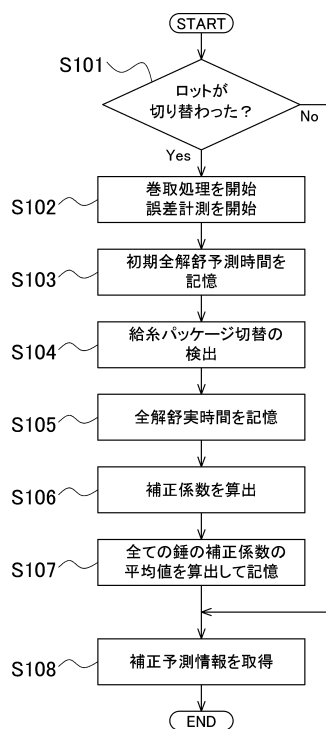 START
S101
ロットが
切り替わった？
No
Yes
S102
巻取処理を開始
誤差計測を開始
S103
初期全解舒予測時間を
記憶
S104
給糸パッケージ切替の
検出
S105
全解舒実時間を記憶
S106
補正係数を算出
S107
全ての錘の補正係数の
平均値を算出して記憶
S108
補正予測情報を取得
END